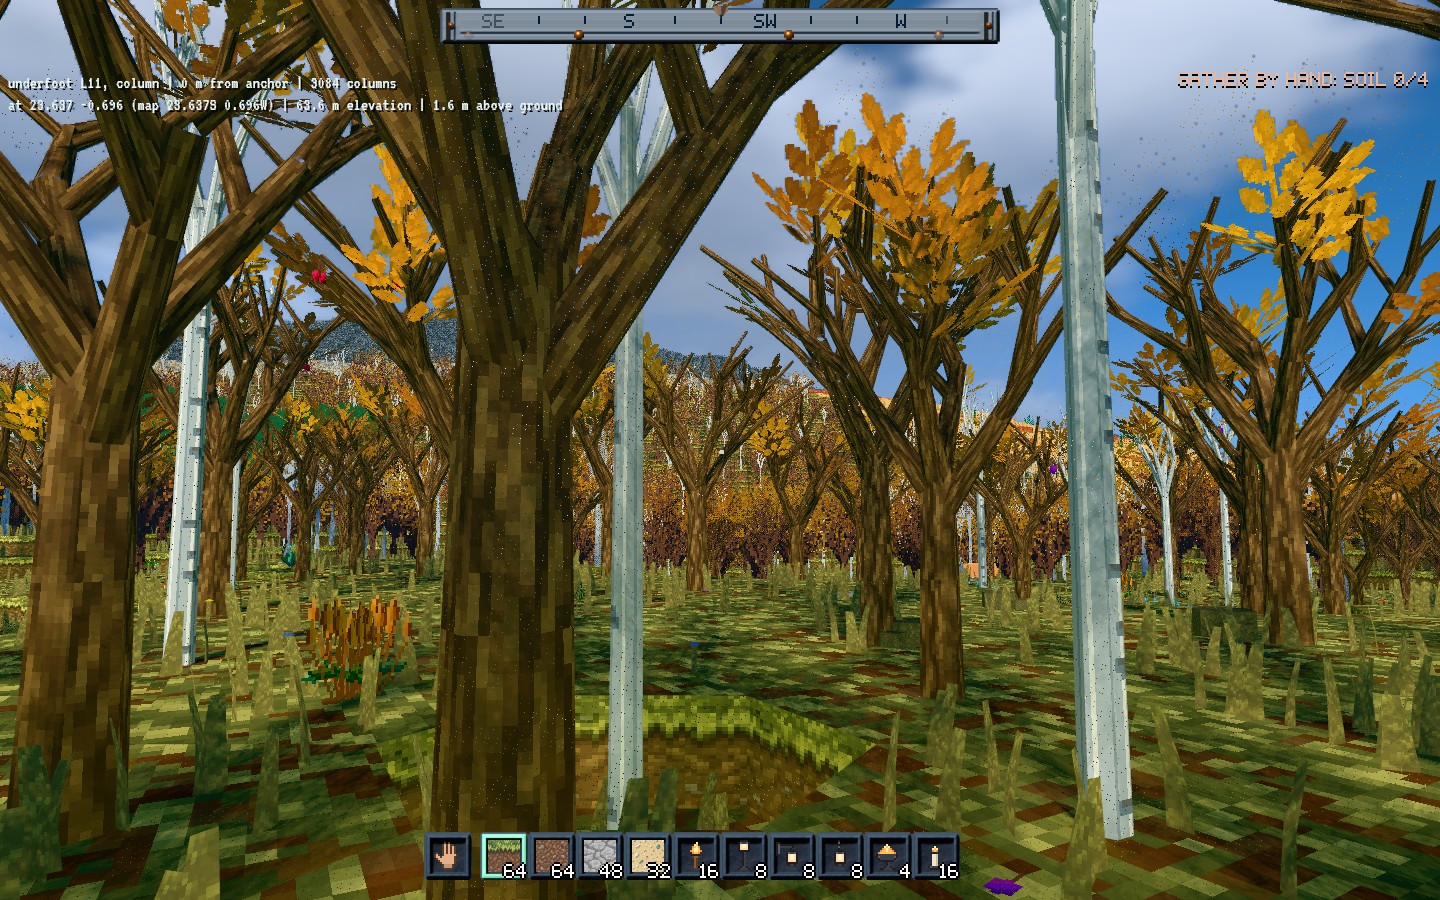 SE S SW W
underfoot L11, column | 0 m from anchor | 3084 columns
GATHER BY HAND: SOIL 0/4
at 23.637 -0.696 (map 23.637S 0.696W) | 63.6 m elevation | 1.6 m above ground
64 64 48 32 16 8 8 8 4 16